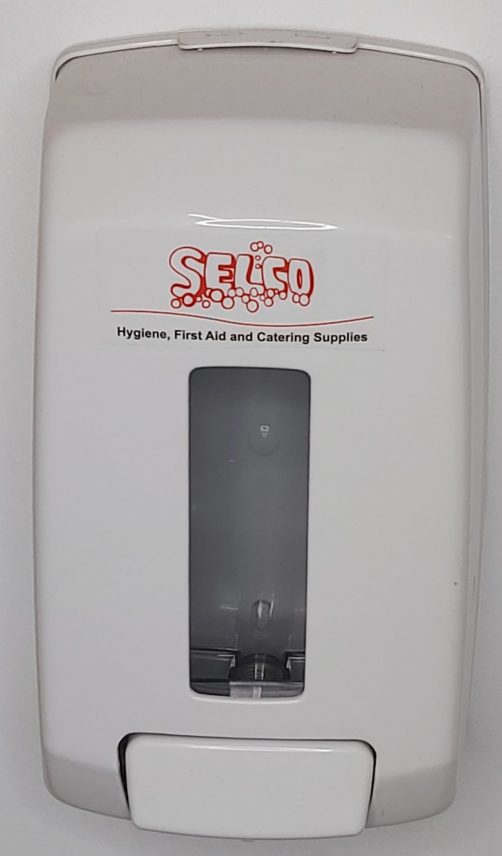 SELCO
Hygiene, First Aid and Catering Supplies